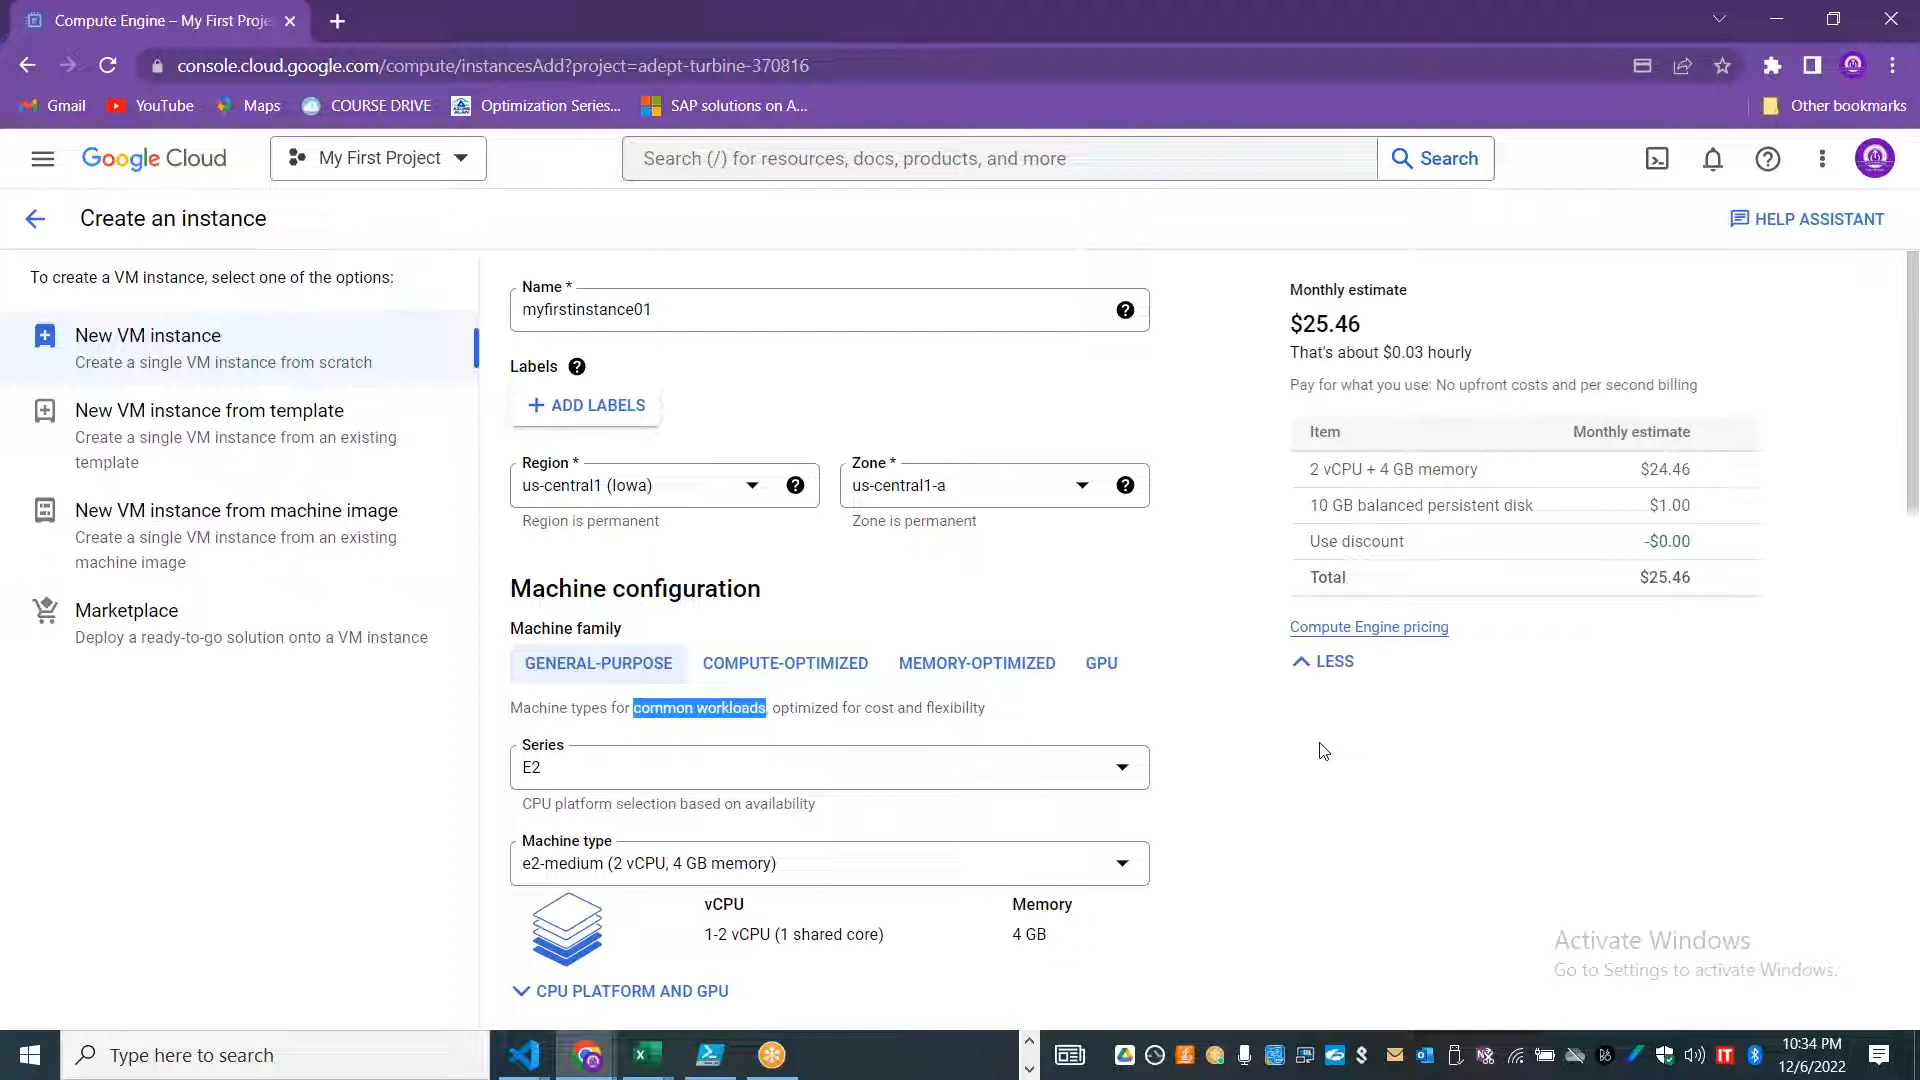 Compute Engine – My First Proje
console.cloud.google.com/compute/instancesAdd?project=adept-turbine-370816
Gmail
YouTube
Maps
COURSE DRIVE
Optimization Series...
SAP solutions on A...
Other bookmarks
Google Cloud
My First Project
Search (/) for resources, docs, products, and more
Search
Create an instance
HELP ASSISTANT
To create a VM instance, select one of the options:
New VM instance
Create a single VM instance from scratch
New VM instance from template
Create a single VM instance from an existing
template
New VM instance from machine image
Create a single VM instance from an existing
machine image
Marketplace
Deploy a ready-to-go solution onto a VM instance
Name *
myfirstinstance01
Labels
ADD LABELS
Region *
us-central1 (Iowa)
Region is permanent
Zone *
us-central1-a
Zone is permanent
Machine configuration
Machine family
GENERAL-PURPOSE
COMPUTE-OPTIMIZED
MEMORY-OPTIMIZED
GPU
Machine types for common workloads, optimized for cost and flexibility
Series
E2
CPU platform selection based on availability
Machine type
e2-medium (2 vCPU, 4 GB memory)
vCPU
1-2 vCPU (1 shared core)
Memory
4 GB
CPU PLATFORM AND GPU
Monthly estimate
$25.46
That's about $0.03 hourly
Pay for what you use: No upfront costs and per second billing
Item Monthly estimate
2 vCPU + 4 GB memory $24.46
10 GB balanced persistent disk $1.00
Use discount -$0.00
Total $25.46
Compute Engine pricing
LESS
Activate Windows
Go to Settings to activate Windows.
Type here to search
10:34 PM
12/6/2022